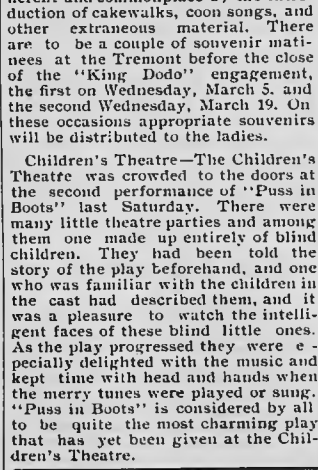 duction of cakewalks, coon songs, and
other extraneous material. There
are to be a couple of souvenir mati-
nees at the Tremont before the close
of the "King Dodo" engagement,
the first on Wednesday, March 5. and
the second Wednesday, March 19. On
these occasions appropriate souvenirs
will be distributed to the ladies.
Children's Theatre—The Children's
Theatre was crowded to the doors at
the second performance of "Puss in
Boots" last Saturday. There were
many little theatre parties and among
them one made up entirely of blind
children. They had been told the
story of the play beforehand, and one
who was familiar with the children in
the cast had described them, and it
was a pleasure to watch the intelli-
gent faces of these blind little ones.
As the play progressed they were e -
pecially delighted with the music and
kept time with head and hands when
the merry tunes were played or sung.
"Puss in Boots" is considered by all
to be quite the most charming play
that has yet been given at the Chil-
dren's Theatre.